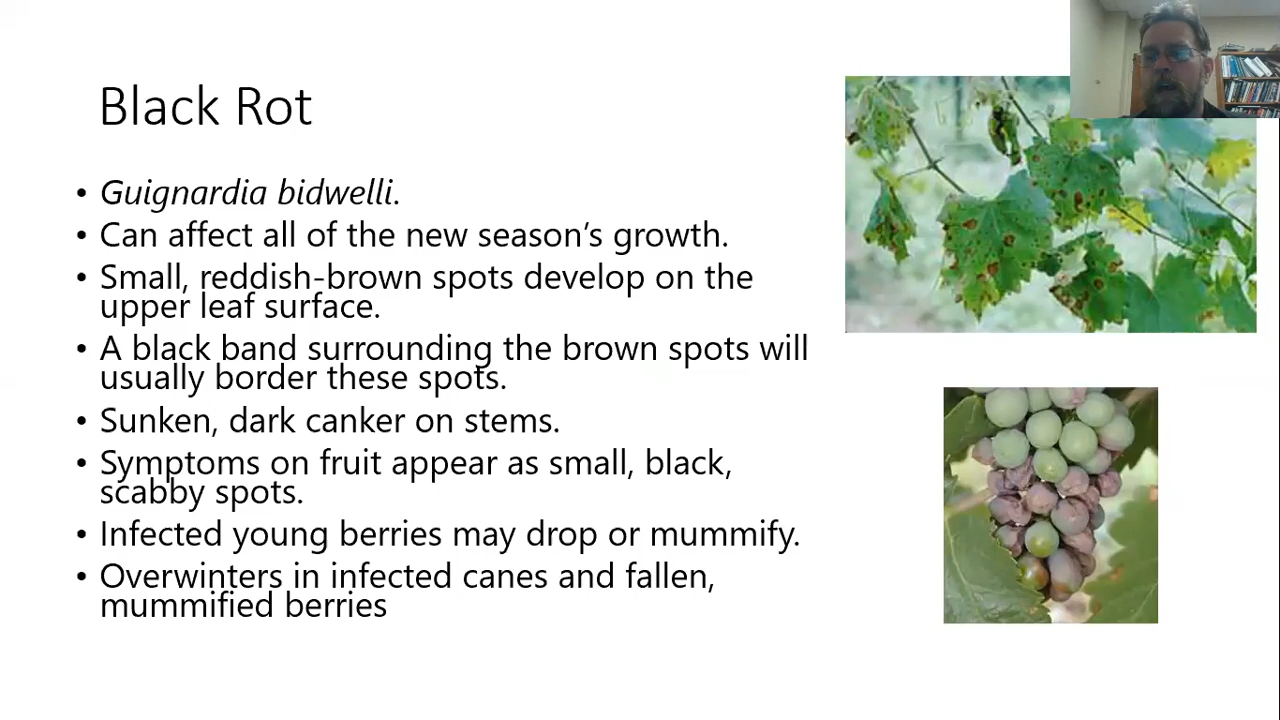 Black Rot
• Guignardia bidwelli.
• Can affect all of the new season’s growth.
• Small, reddish-brown spots develop on the
upper leaf surface.
• A black band surrounding the brown spots will
usually border these spots.
• Sunken, dark canker on stems.
• Symptoms on fruit appear as small, black,
scabby spots.
• Infected young berries may drop or mummify.
• Overwinters in infected canes and fallen,
mummified berries